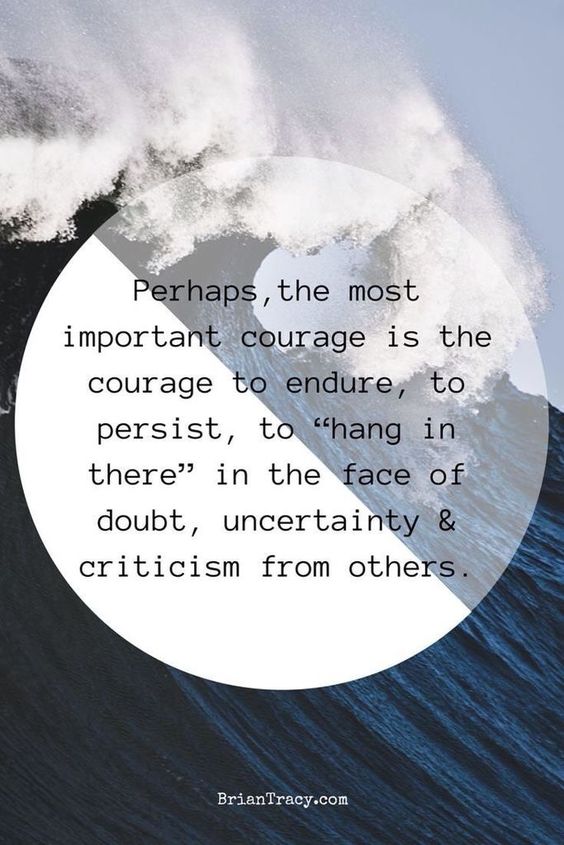 Perhaps,the most
important courage is the
courage to endure, to
persist, to “hang in
there” in the face of
doubt, uncertainty &
criticism from others.
BrianTracy.com